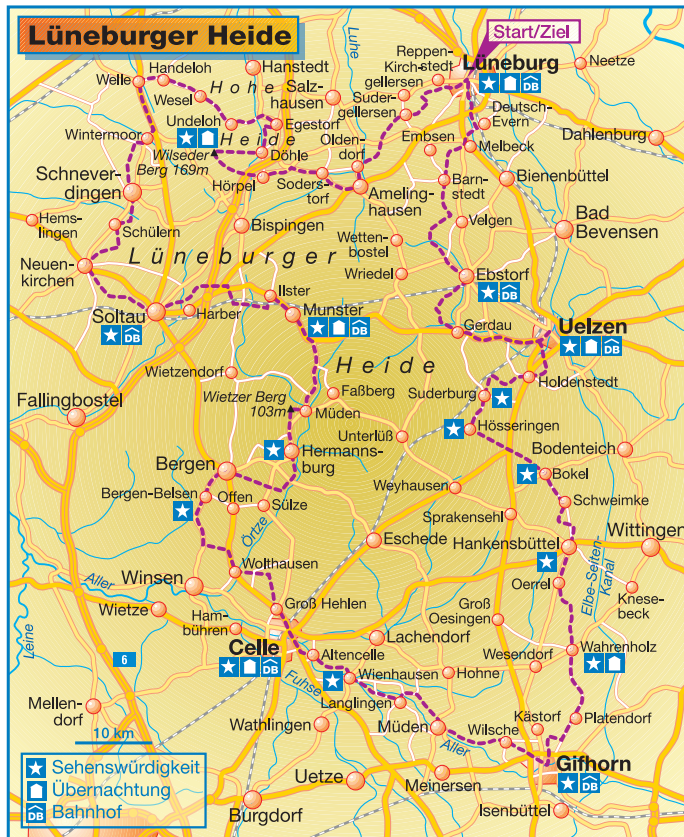 Lüneburger Heide
Start/Ziel
Lüneburg
DB
Reppen-
Kirch-
stedt
gellersen
Neetze
Luhe
Handeloh
Hanstedt
Welle
Hohe
Salz-
hausen
Wesel
Suder-
gellersen
Deutsch-
Evern
Undeloh
Egestorf
Embsen
Dahlenburg
Wintermoor
Heide
Olden-
dorf
Melbeck
Wilseder
Berg 169m
Döhle
Schnever-
dingen
Hörpel
Soders-
torf
Ameling-
hausen
Barn-
stedt
Bienenbüttel
Hems-
lingen
Schülern
Bispingen
Velgen
Bad
Bevensen
Wetten-
bostel
Lüneburger
Neuen-
kirchen
Wriedel
Ebstorf
DB
Ilster
Soltau
DB
Harber
Munster
DB
Gerdau
Uelzen
DB
Heide
Wietzendorf
Wietzer Berg
103m
Faßberg
Suderburg
Holdenstedt
Fallingbostel
Müden
Hösseringen
Unterlüß
Hermanns-
burg
Bodenteich
Bergen
Bokel
Bergen-Belsen
Offen
Sülze
Weyhausen
Schweimke
Örtze
Sprakensehl
Eschede
Hankensbüttel
Wittingen
Aller
Wolthausen
Winsen
Oerrel
Elbe-Seiten-
Kanal
Knese-
beck
Wietze
Groß Hehlen
Groß
Oesingen
Leine
Ham-
bühren
Lachendorf
Wahrenholz
Celle
DB
Altencelle
Wesendorf
6
Fuhse
Wienhausen
Hohne
Mellen-
dorf
Langlingen
Kästorf
Platendorf
Wathlingen
Müden
Wilsche
10 km
Aller
Gifhorn
DB
Sehenswürdigkeit
Übernachtung
DB Bahnhof
Uetze
Meinersen
Burgdorf
Isenbüttel